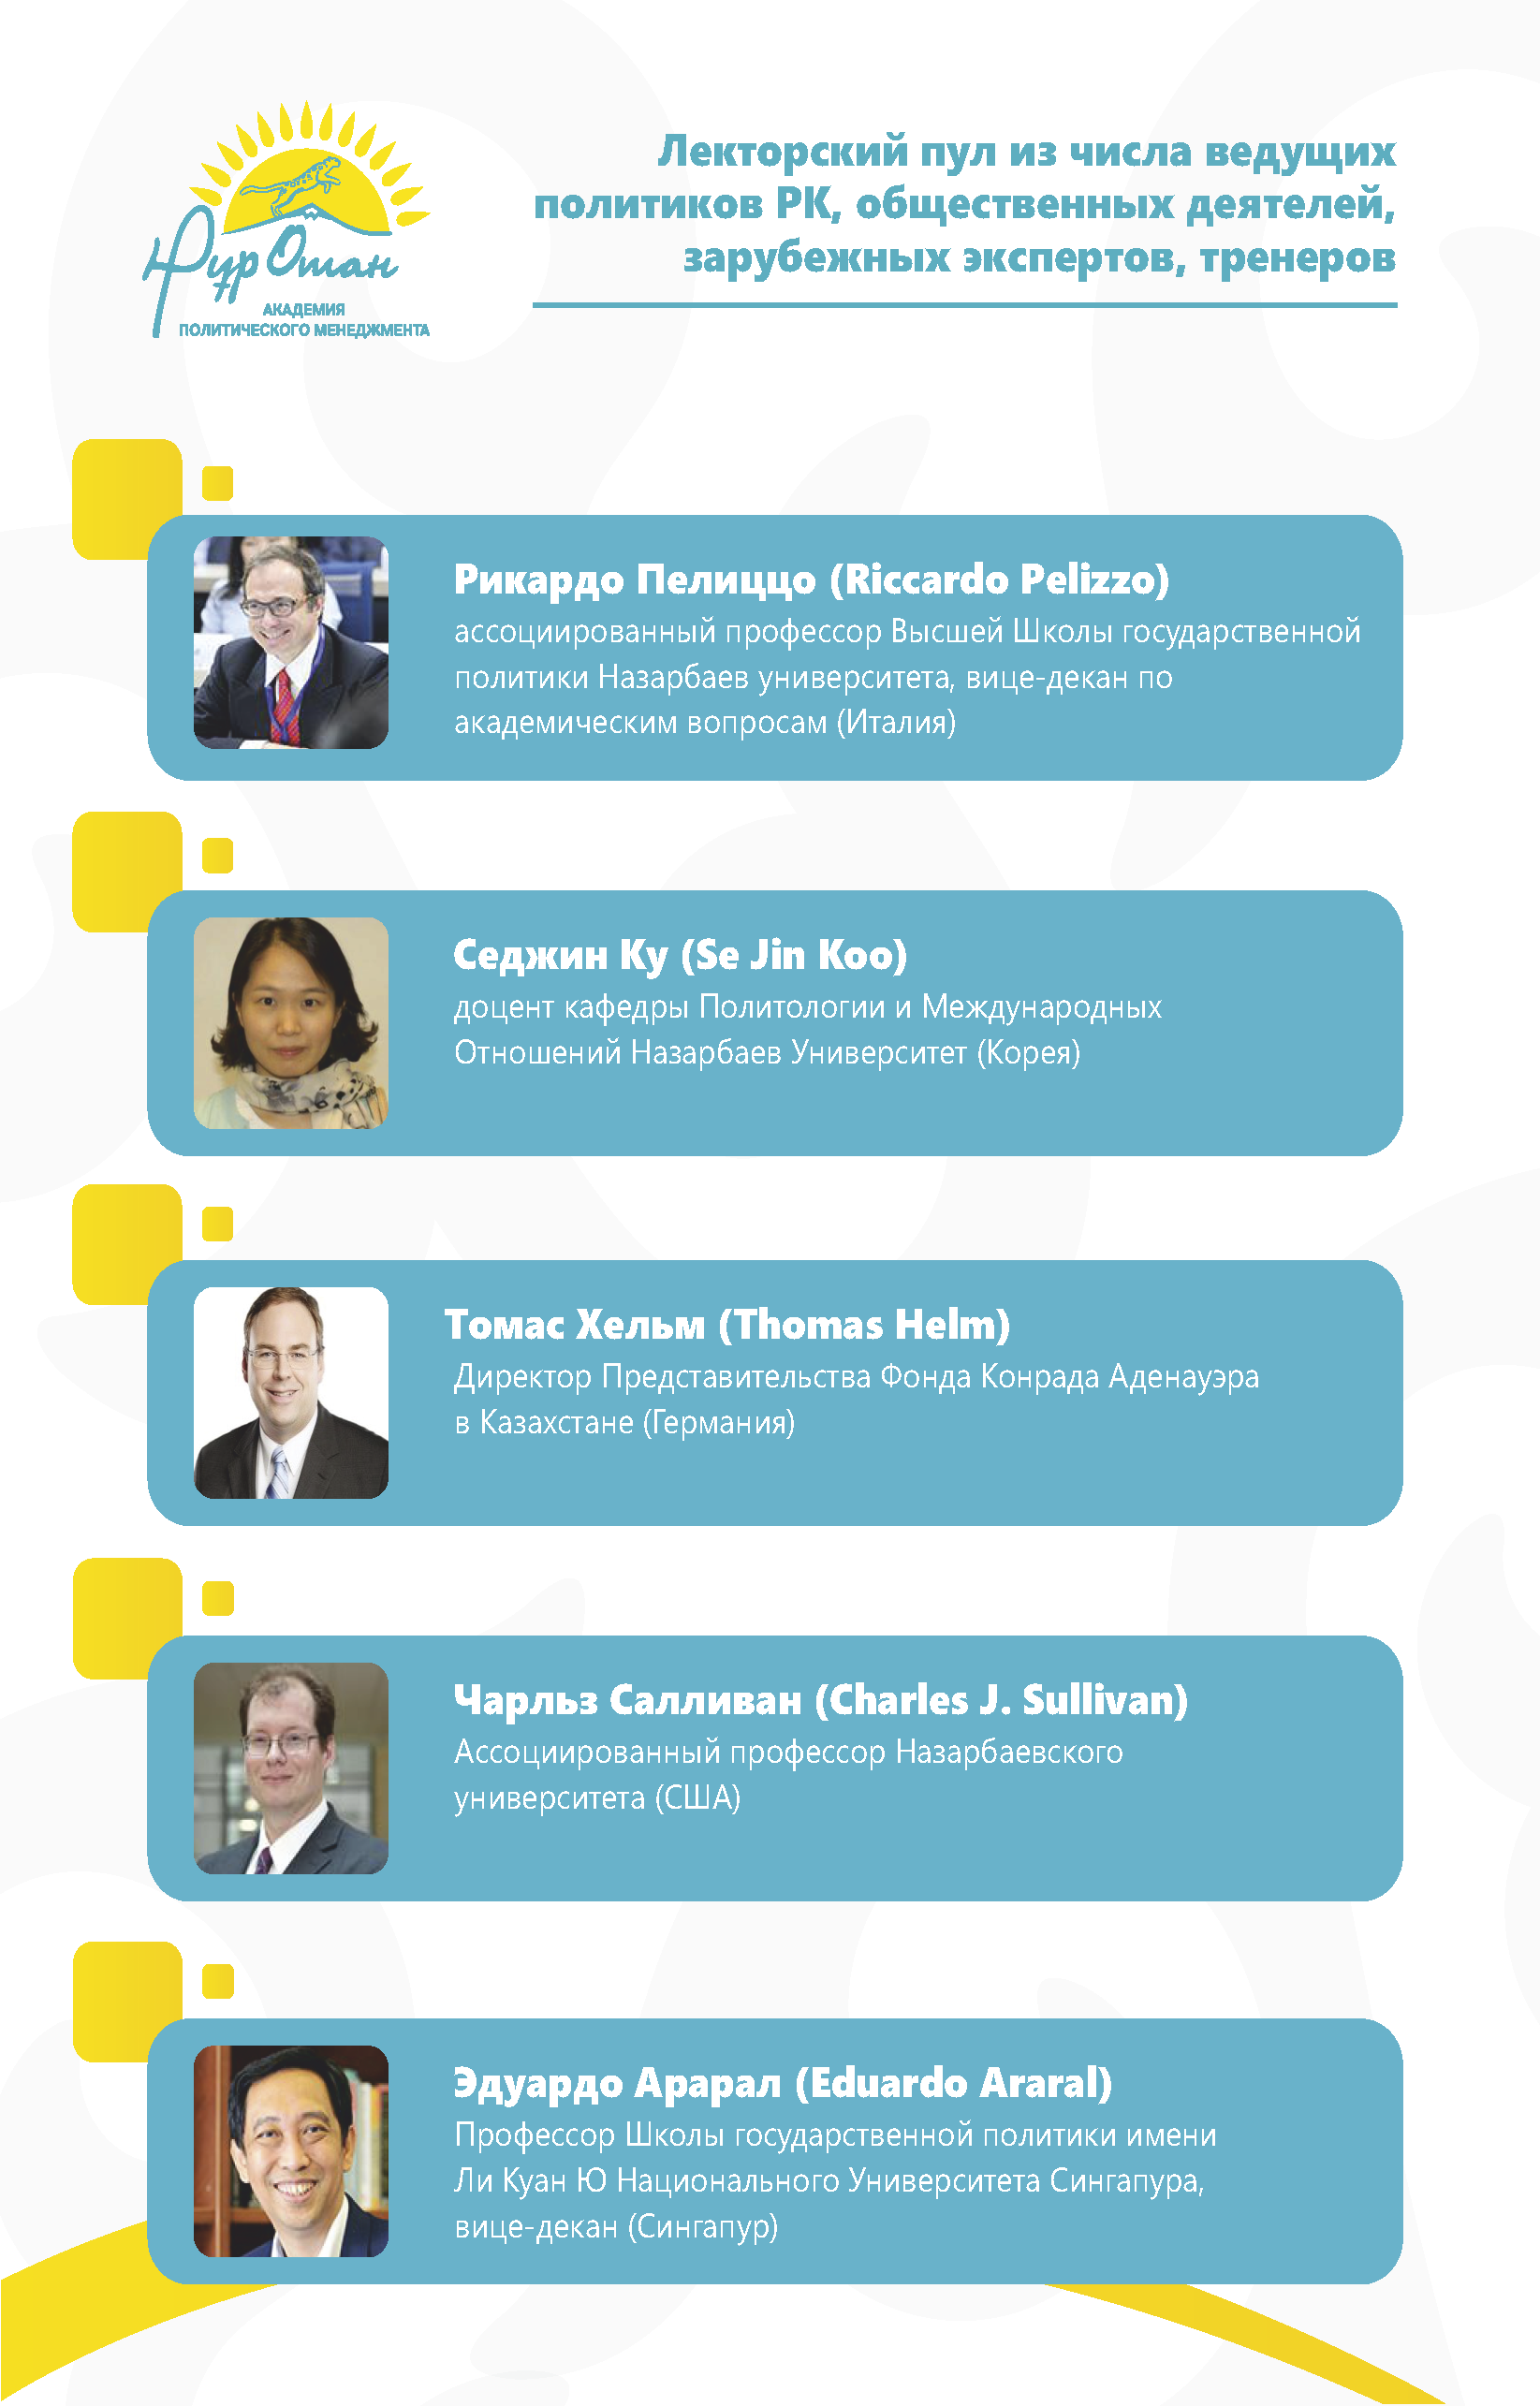 Нұр Отан
АКАДЕМИЯ
ПОЛИТИЧЕСКОГО МЕНЕДЖМЕНТА
Лекторский пул из числа ведущих
политиков РК, общественных деятелей,
зарубежных экспертов, тренеров
Рикардо Пелиццо (Riccardo Pelizzo)
ассоциированный профессор Высшей Школы государственной
политики Назарбаев университета, вице-декан по
академическим вопросам (Италия)
Седжин Ку (Se Jin Koo)
доцент кафедры Политологии и Международных
Отношений Назарбаев Университет (Корея)
Томас Хельм (Thomas Helm)
Директор Представительства Фонда Конрада Аденауэра
в Казахстане (Германия)
Чарльз Салливан (Charles J. Sullivan)
Ассоциированный профессор Назарбаевского
университета (США)
Эдуардо Арарал (Eduardo Araral)
Профессор Школы государственной политики имени
Ли Куан Ю Национального Университета Сингапура,
вице-декан (Сингапур)